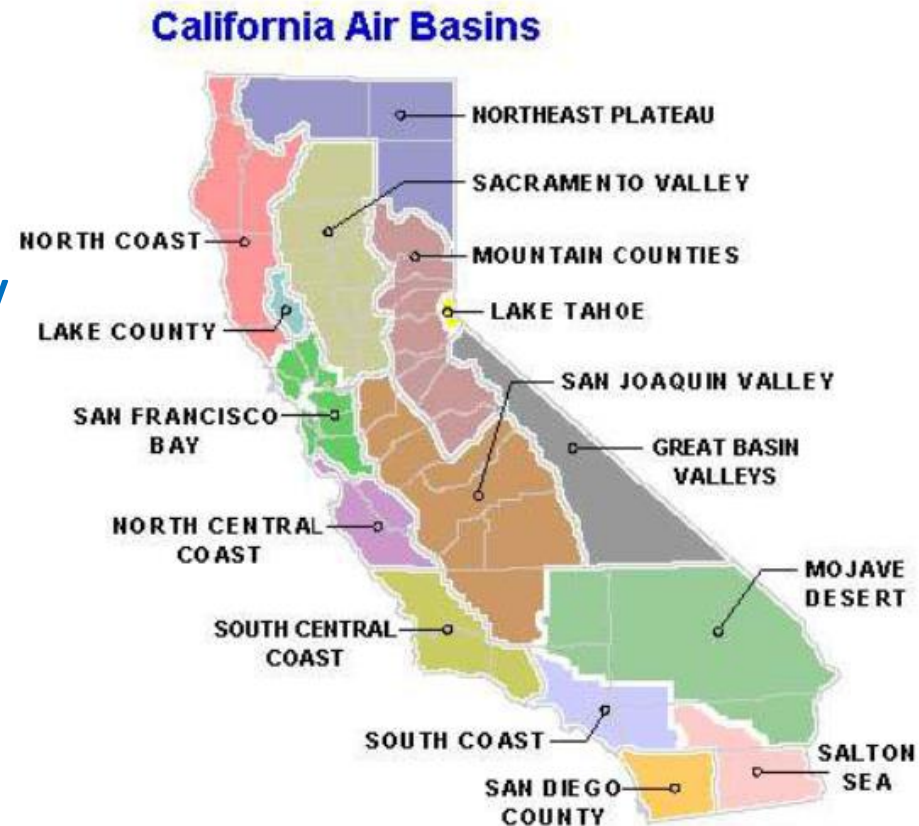 California Air Basins
NORTHEAST PLATEAU
SACRAMENTO VALLEY
NORTH COAST
MOUNTAIN COUNTIES
LAKE TAHOE
LAKE COUNTY
SAN JOAQUIN VALLEY
SAN FRANCISCO
BAY
GREAT BASIN
VALLEYS
NORTH CENTRAL
COAST
MOJAVE
DESERT
SOUTH CENTRAL
COAST
SOUTH COAST
SALTON
SEA
SAN DIEGO
COUNTY